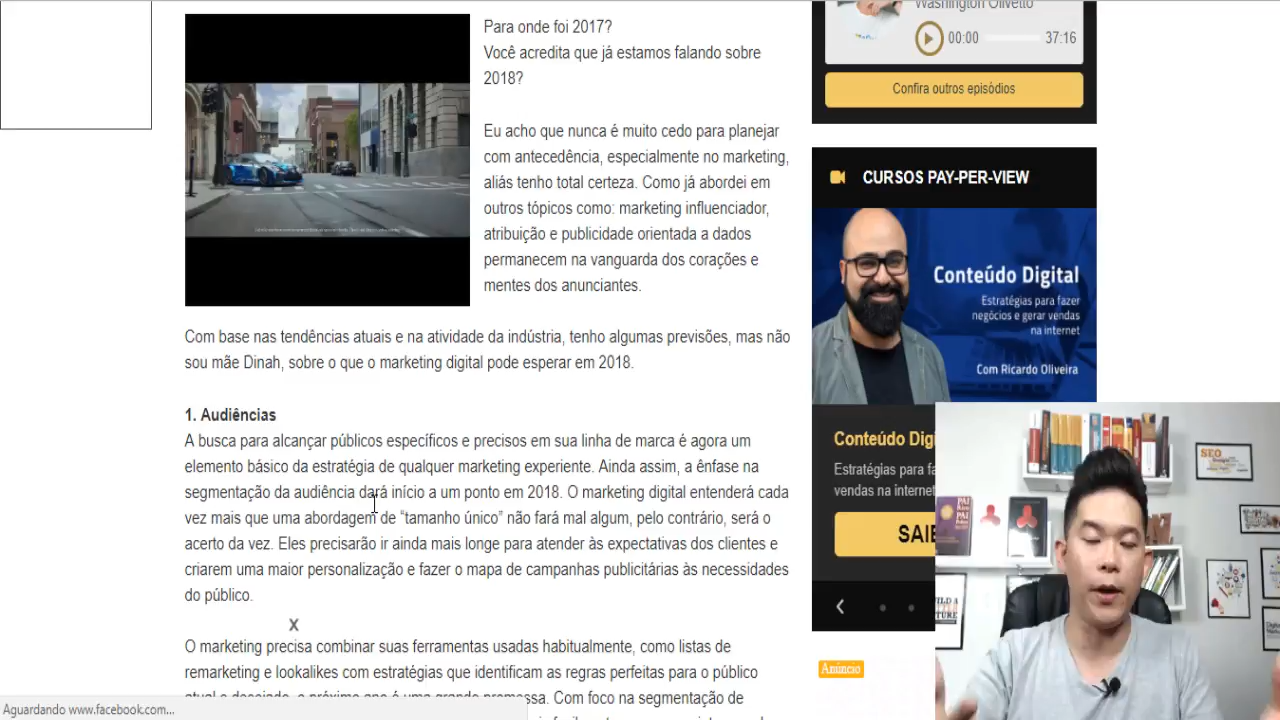 Para onde foi 2017?
Você acredita que já estamos falando sobre
2018?
Eu acho que nunca é muito cedo para planejar
com antecedência, especialmente no marketing,
aliás tenho total certeza. Como já abordei em
outros tópicos como: marketing influenciador,
atribuição e publicidade orientada a dados
permanecem na vanguarda dos corações e
mentes dos anunciantes.
Com base nas tendências atuais e na atividade da indústria, tenho algumas previsões, mas não
sou mãe Dinah, sobre o que o marketing digital pode esperar em 2018.
1. Audiências
A busca para alcançar públicos específicos e precisos em sua linha de marca é agora um
elemento básico da estratégia de qualquer marketing experiente. Ainda assim, a ênfase na
segmentação da audiência dará início a um ponto em 2018. O marketing digital entenderá cada
vez mais que uma abordagem de “tamanho único” não fará mal algum, pelo contrário, será o
acerto da vez. Eles precisarão ir ainda mais longe para atender às expectativas dos clientes e
criarem uma maior personalização e fazer o mapa de campanhas publicitárias às necessidades
do público.
x
O marketing precisa combinar suas ferramentas usadas habitualmente, como listas de
remarketing e lookalikes com estratégias que identificam as regras perfeitas para o público
atual e desejado, o próximo ano é uma grande promessa. Com foco na segmentação de
Aguardando www.facebook.com...
Washington Olivetto
00:00 37:16
Confira outros episódios
CURSOS PAY-PER-VIEW
Conteúdo Digital
Estratégias para fazer
negócios e gerar vendas
na internet
Com Ricardo Oliveira
Conteúdo Digi
Estratégias para fa
vendas na internet
SAIE
Anúncio
SEO